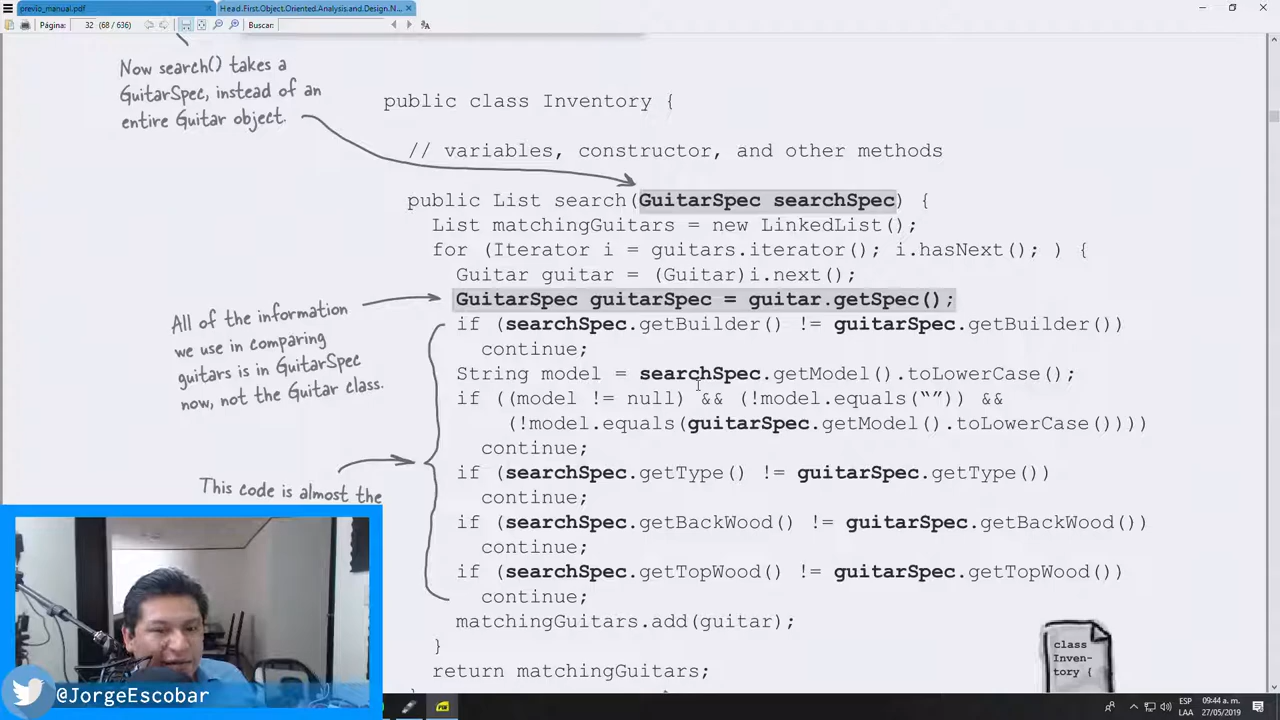 previo_manual.pdf
Head.First.Object.Oriented.Analysis.and.Design.N...
Página: 32 (68 / 636)
Buscar:
Now search() takes a
GuitarSpec, instead of an
entire Guitar object.
public class Inventory {
// variables, constructor, and other methods
public List search(GuitarSpec searchSpec) {
List matchingGuitars = new LinkedList();
for (Iterator i = guitars.iterator(); i.hasNext(); ) {
Guitar guitar = (Guitar)i.next();
GuitarSpec guitarSpec = guitar.getSpec();
All of the information
we use in comparing
guitars is in GuitarSpec
now, not the Guitar class.
if (searchSpec.getBuilder() != guitarSpec.getBuilder())
continue;
String model = searchSpec.getModel().toLowerCase();
if ((model != null) && (!model.equals(“”)) &&
(!model.equals(guitarSpec.getModel().toLowerCase())))
continue;
if (searchSpec.getType() != guitarSpec.getType())
continue;
This code is almost the
if (searchSpec.getBackWood() != guitarSpec.getBackWood())
continue;
if (searchSpec.getTopWood() != guitarSpec.getTopWood())
continue;
matchingGuitars.add(guitar);
}
return matchingGuitars;
class
Inven-
tory {
@JorgeEscobar
ESP
LAA
09:44 a. m.
27/05/2019